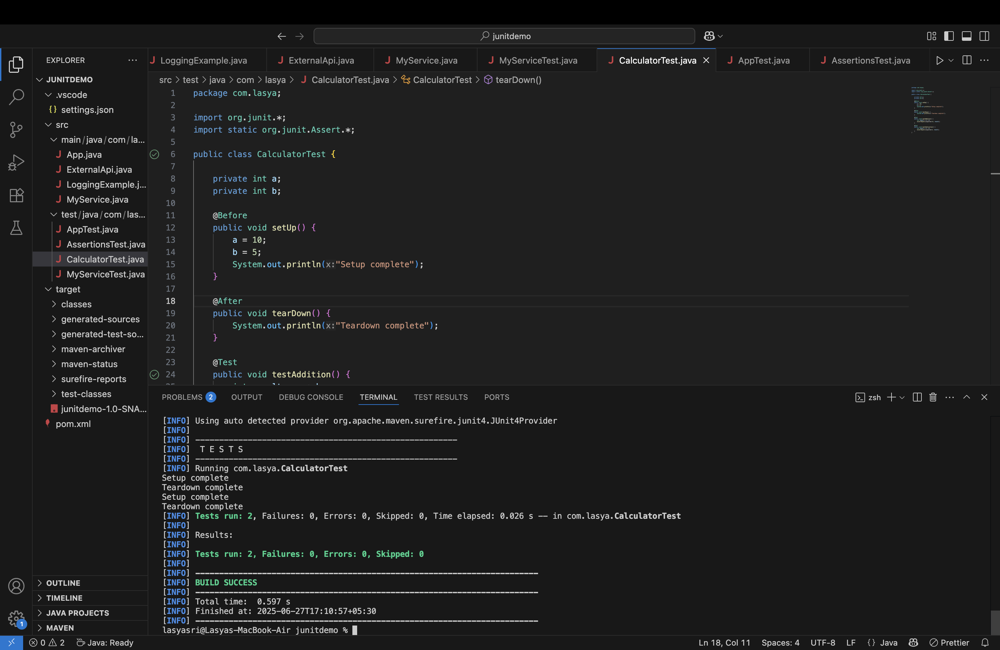 junitdemo
EXPLORER
LoggingExample.java
ExternalApi.java
MyService.java
MyServiceTest.java
CalculatorTest.java
AppTest.java
AssertionsTest.java
src > test > java > com > lasya > J CalculatorTest.java > CalculatorTest > tearDown()
JUNITDEMO
.vscode
{} settings.json
src
main/java/com/la...
J App.java
J ExternalApi.java
J LoggingExample.j...
J MyService.java
test/java/com/las...
J AppTest.java
J AssertionsTest.java
J CalculatorTest.java
J MyServiceTest.java
target
classes
generated-sources
generated-test-so...
maven-archiver
maven-status
surefire-reports
test-classes
junitdemo-1.0-SNA...
pom.xml
OUTLINE
TIMELINE
JAVA PROJECTS
MAVEN
1
1 package com.lasya;
2
3 import org.junit.*;
4 import static org.junit.Assert.*;
5
6 public class CalculatorTest {
7
8 private int a;
9 private int b;
10
11 @Before
12 public void setUp() {
13 a = 10;
14 b = 5;
15 System.out.println(x:"Setup complete");
16 }
17
18 @After
19 public void tearDown() {
20 System.out.println(x:"Teardown complete");
21 }
22
23 @Test
24 public void testAddition() {
PROBLEMS 2 OUTPUT DEBUG CONSOLE TERMINAL TEST RESULTS PORTS
zsh
[INFO] Using auto detected provider org.apache.maven.surefire.junit4.JUnit4Provider
[INFO]
[INFO] -------------------------------------------------------
[INFO] T E S T S
[INFO] -------------------------------------------------------
[INFO] Running com.lasya.CalculatorTest
Setup complete
Teardown complete
Setup complete
Teardown complete
[INFO] Tests run: 2, Failures: 0, Errors: 0, Skipped: 0, Time elapsed: 0.026 s -- in com.lasya.CalculatorTest
[INFO]
[INFO] Results:
[INFO]
[INFO] Tests run: 2, Failures: 0, Errors: 0, Skipped: 0
[INFO]
[INFO] ------------------------------------------------------------------------
[INFO] BUILD SUCCESS
[INFO] ------------------------------------------------------------------------
[INFO] Total time:  0.597 s
[INFO] Finished at: 2025-06-27T17:10:57+05:30
[INFO] ------------------------------------------------------------------------
lasyasri@Lasyas-MacBook-Air junitdemo %
0 2 Java: Ready
Ln 18, Col 11 Spaces: 4 UTF-8 LF {} Java Prettier